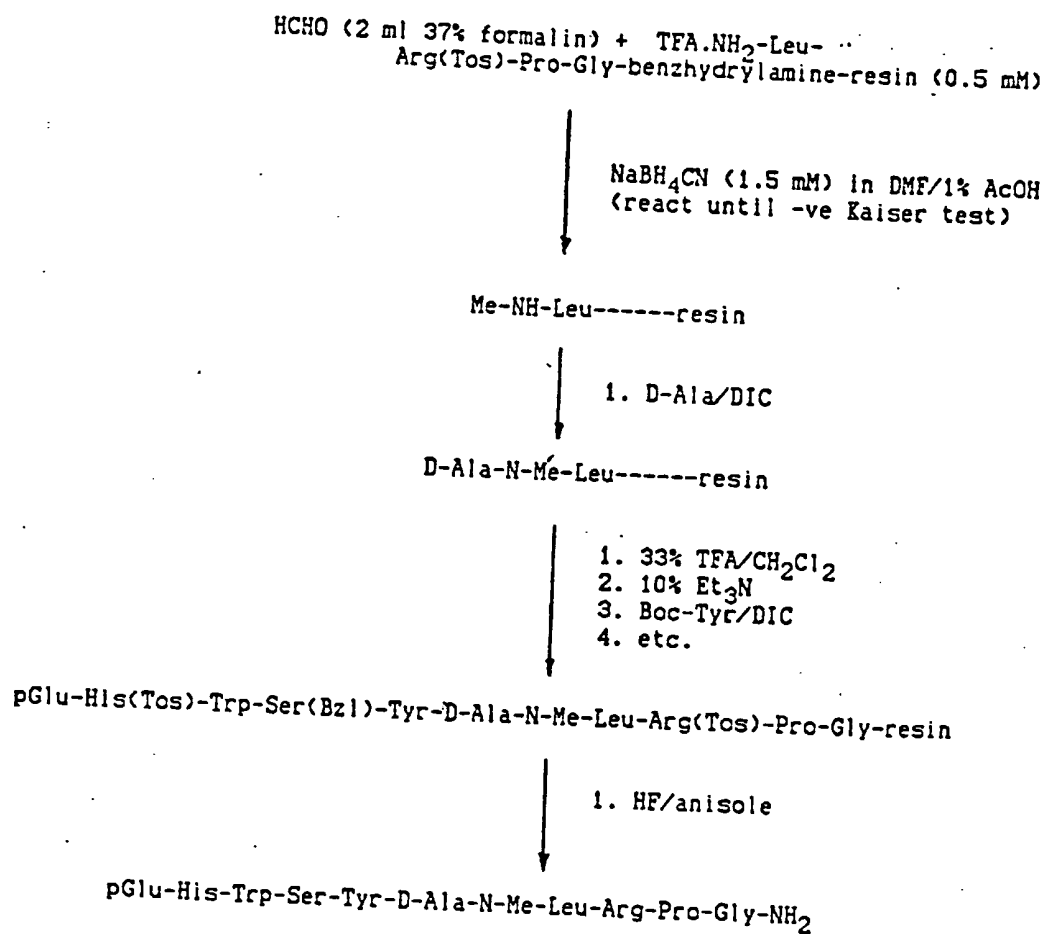 HCHO (2 ml 37% formalin) + TFA.NH2-Leu-
Arg(Tos)-Pro-Gly-benzhydrylamine-resin (0.5 mM)
NaBH4CN (1.5 mM) in DMF/1% AcOH
(react until -ve Kaiser test)
Me-NH-Leu------resin
1. D-Ala/DIC
D-Ala-N-Me-Leu------resin
1. 33% TFA/CH2Cl2
2. 10% Et3N
3. Boc-Tyr/DIC
4. etc.
pGlu-His(Tos)-Trp-Ser(Bzl)-Tyr-D-Ala-N-Me-Leu-Arg(Tos)-Pro-Gly-resin
1. HF/anisole
pGlu-His-Trp-Ser-Tyr-D-Ala-N-Me-Leu-Arg-Pro-Gly-NH2